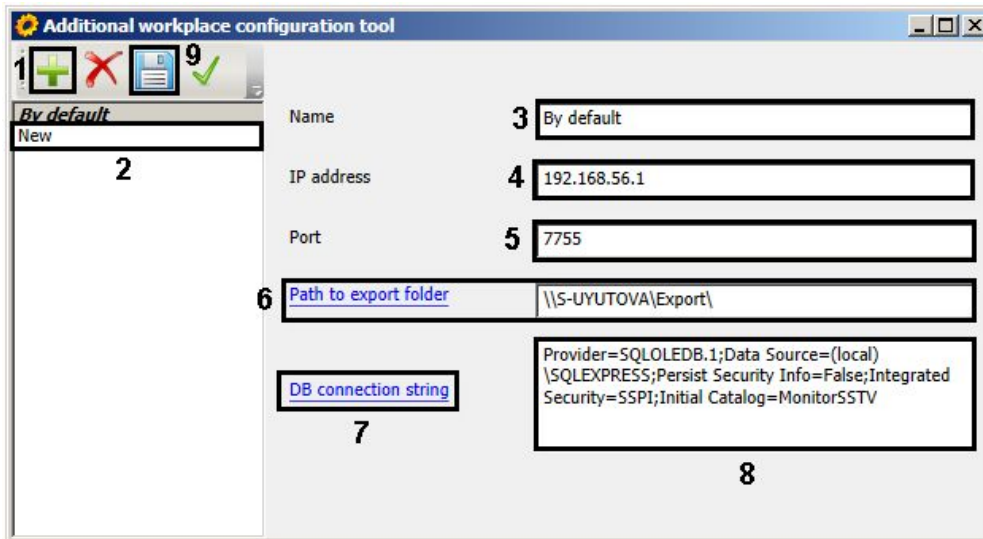 Additional workplace configuration tool
1
9
By default
New
2
Name
3
By default
IP address
4
192.168.56.1
Port
5
7755
6
Path to export folder
\\S-UYUTOVA\Export\
DB connection string
7
Provider=SQLOLEDB.1;Data Source=(local)
\SQLEXPRESS;Persist Security Info=False;Integrated
Security=SSPI;Initial Catalog=MonitorSSTV
8